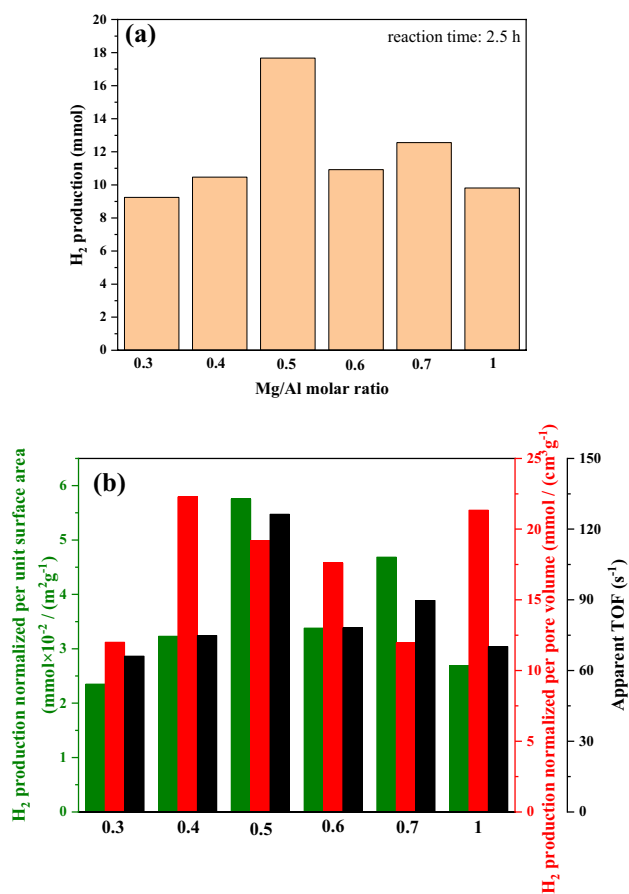 (a)
reaction time: 2.5 h
H₂ production (mmol)
20
18
16
14
12
10
8
6
4
2
0
0.3 0.4 0.5 0.6 0.7 1
Mg/Al molar ratio
(b)
H₂ production normalized per unit surface area
(mmol×10⁻² / (m²g⁻¹)
6
5
4
3
2
1
0
25
20
15
10
5
0
H₂ production normalized per pore volume (mmol / (cm³g⁻¹)
150
120
90
60
30
0
Apparent TOF (s⁻¹)
0.3 0.4 0.5 0.6 0.7 1